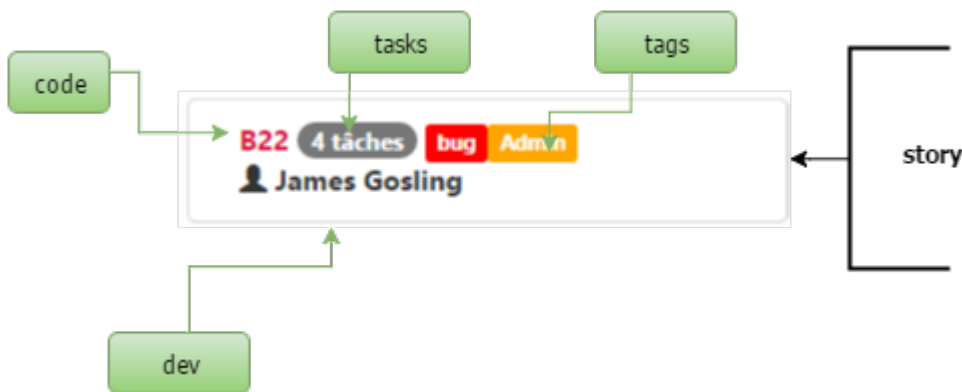 tasks
tags
code
B22 4 tâches bug Admin
James Gosling
story
dev